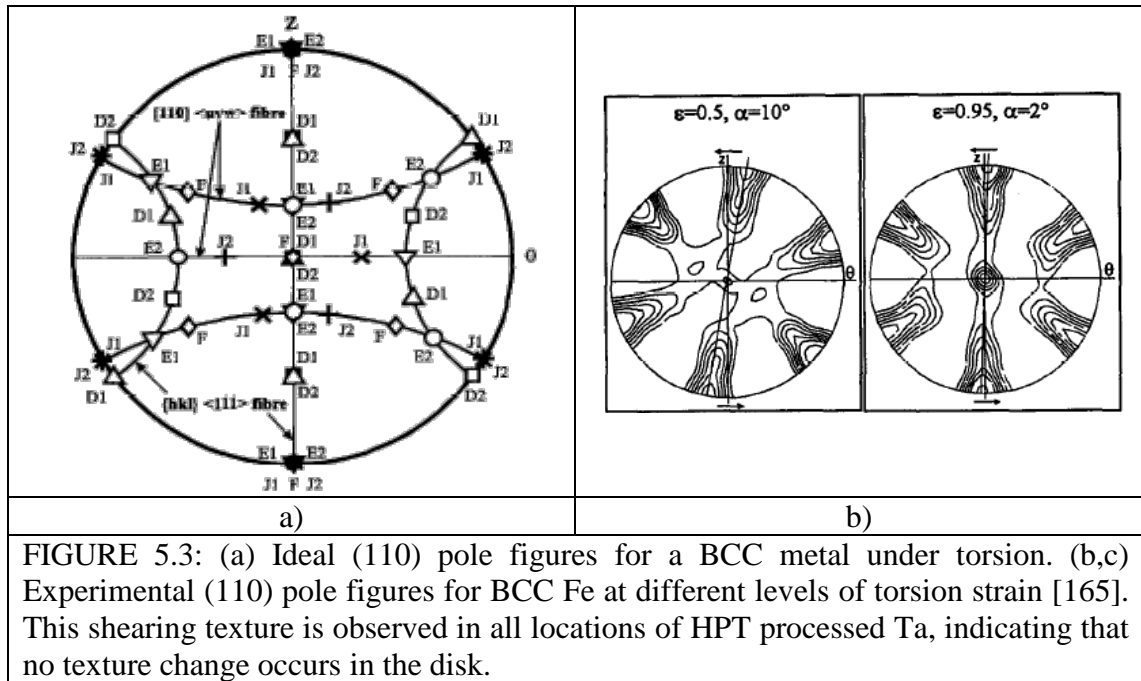 Z
E1 E2
J1 F J2
[110] <uvw> fibre
D2 D1 D1
J2 D2 J2
J1 E1 E2 J1
F J1 E1 J2 F
D1 E2 D2
E2 J2 F D1 J1 E1 θ
D2
D2 E1 D1
J1 J1 E2 J2 J1
J2 E1 F F E2 J2
D1 D1 D2
D2
{hkl} <111> fibre
E1 E2
J1 F J2
ε=0.5, α=10°
z
θ
ε=0.95, α=2°
z
θ
a)
b)
FIGURE 5.3: (a) Ideal (110) pole figures for a BCC metal under torsion. (b,c)
Experimental (110) pole figures for BCC Fe at different levels of torsion strain [165].
This shearing texture is observed in all locations of HPT processed Ta, indicating that
no texture change occurs in the disk.